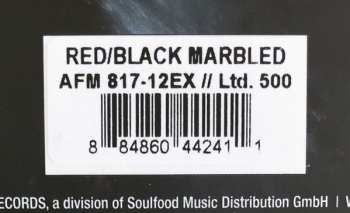 RED/BLACK MARBLED
AFM 817-12EX // Ltd. 500
8 84860 44241 1
ECORDS, a division of Soulfood Music Distribution GmbH |